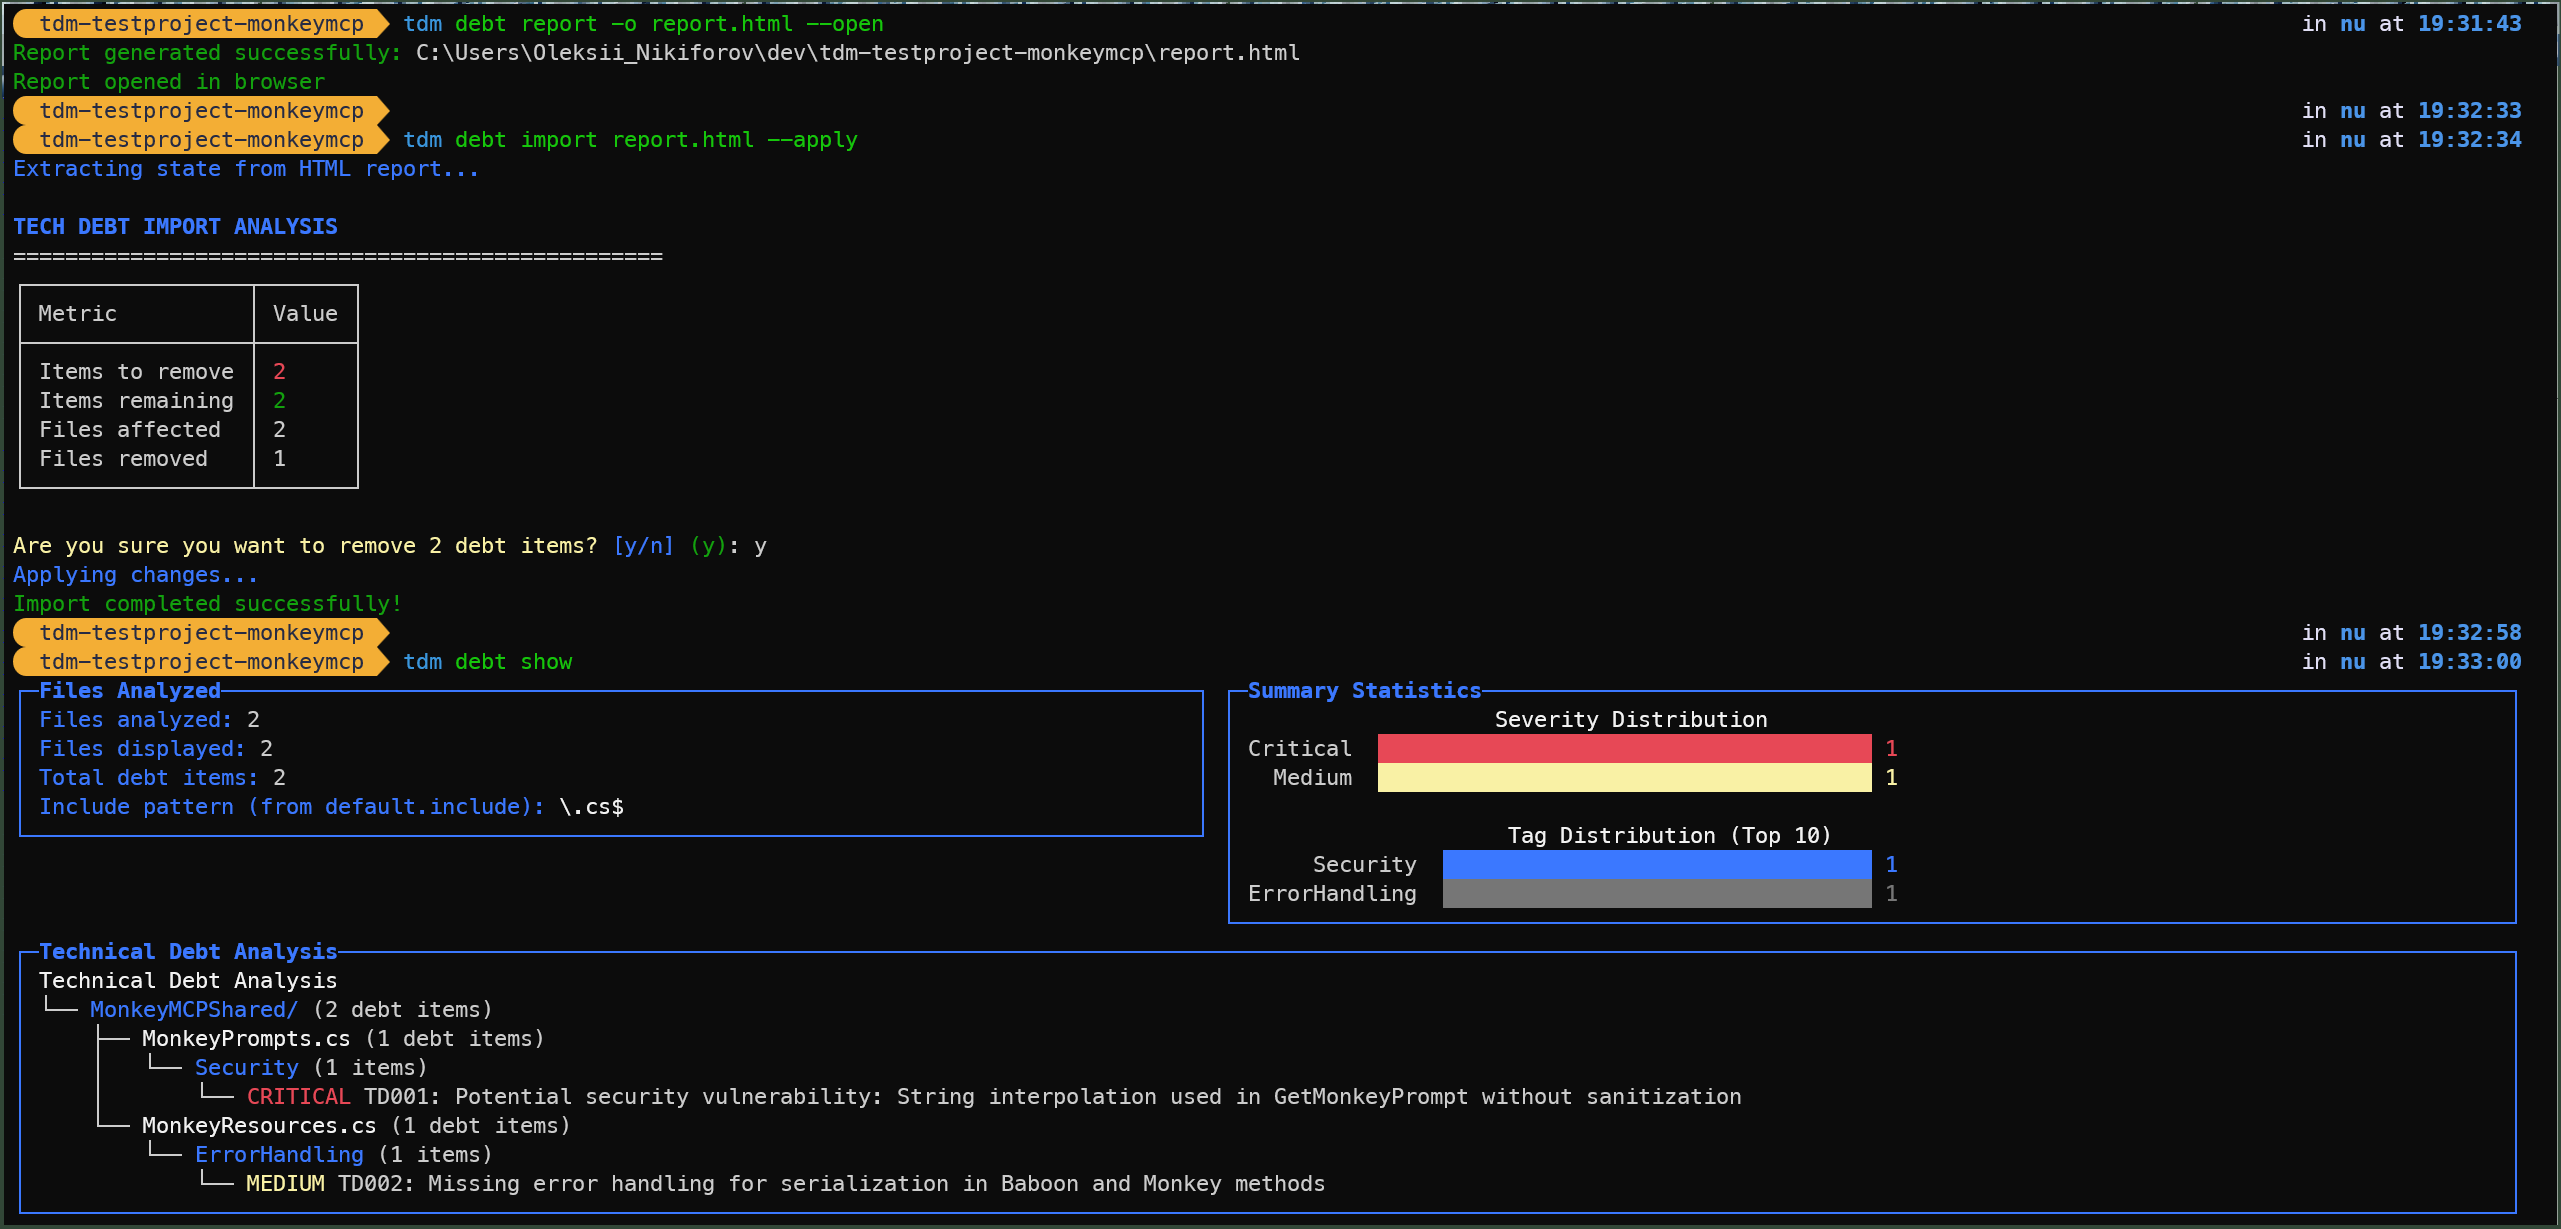 tdm-testproject-monkeymcp tdm debt report -o report.html --open in nu at 19:31:43
Report generated successfully: C:\Users\Oleksii_Nikiforov\dev\tdm-testproject-monkeymcp\report.html
Report opened in browser
tdm-testproject-monkeymcp in nu at 19:32:33
tdm-testproject-monkeymcp tdm debt import report.html --apply in nu at 19:32:34
Extracting state from HTML report...
TECH DEBT IMPORT ANALYSIS
==================================================
Metric Value
Items to remove 2
Items remaining 2
Files affected 2
Files removed 1
Are you sure you want to remove 2 debt items? [y/n] (y): y
Applying changes...
Import completed successfully!
tdm-testproject-monkeymcp in nu at 19:32:58
tdm-testproject-monkeymcp tdm debt show in nu at 19:33:00
Files Analyzed
Files analyzed: 2
Files displayed: 2
Total debt items: 2
Include pattern (from default.include): \.cs$
Summary Statistics
Severity Distribution
Critical 1
Medium 1
Tag Distribution (Top 10)
Security 1
ErrorHandling 1
Technical Debt Analysis
Technical Debt Analysis
MonkeyMCPShared/ (2 debt items)
MonkeyPrompts.cs (1 debt items)
Security (1 items)
CRITICAL TD001: Potential security vulnerability: String interpolation used in GetMonkeyPrompt without sanitization
MonkeyResources.cs (1 debt items)
ErrorHandling (1 items)
MEDIUM TD002: Missing error handling for serialization in Baboon and Monkey methods